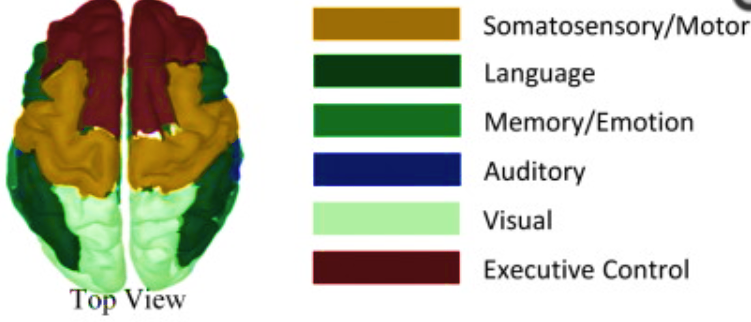 Somatosensory/Motor
Language
Memory/Emotion
Auditory
Visual
Executive Control
Top View